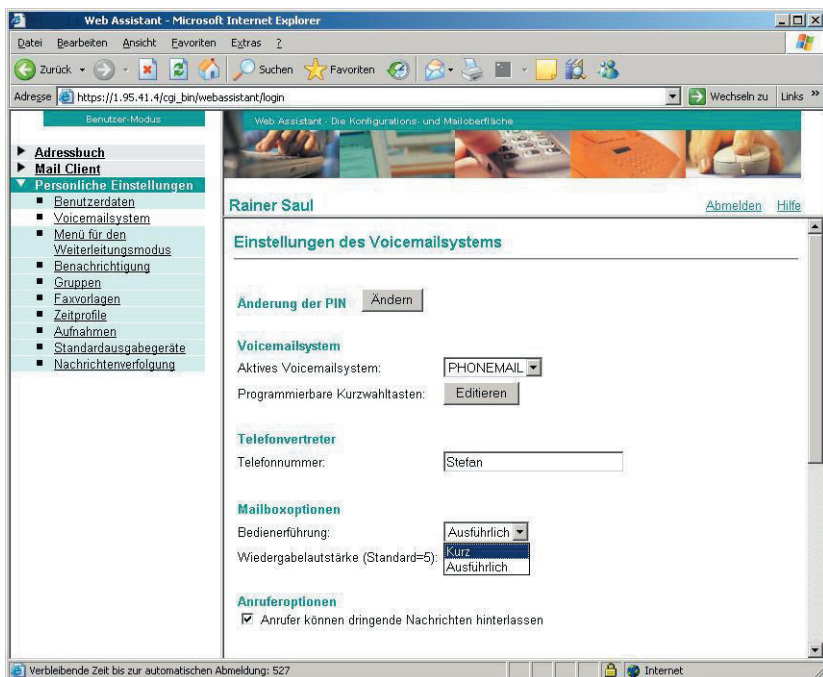 Web Assistant - Microsoft Internet Explorer
Datei Bearbeiten Ansicht Favoriten Extras ?
Zurück Suchen Favoriten
Adresse https://1.95.41.4/cgi_bin/webassistant/login Wechseln zu Links »
Benutzer-Modus
Adressbuch
Mail Client
Persönliche Einstellungen
Benutzerdaten
Voicemailsystem
Menü für den
Weiterleitungsmodus
Benachrichtigung
Gruppen
Faxvorlagen
Zeitprofile
Aufnahmen
Standardausgabegeräte
Nachrichtenverfolgung
Web Assistant - Die Konfigurations- und Mailoberfläche
Rainer Saul Abmelden Hilfe
Einstellungen des Voicemailsystems
Änderung der PIN Ändern
Voicemailsystem
Aktives Voicemailsystem: PHONEMAIL
Programmierbare Kurzwahltasten: Editieren
Telefonvertreter
Telefonnummer: Stefan
Mailboxoptionen
Bedienerführung: Ausführlich
Kurz
Wiedergabelautstärke (Standard=5):
Ausführlich
Anruferoptionen
Anrufer können dringende Nachrichten hinterlassen
Verbleibende Zeit bis zur automatischen Abmeldung: 527 Internet